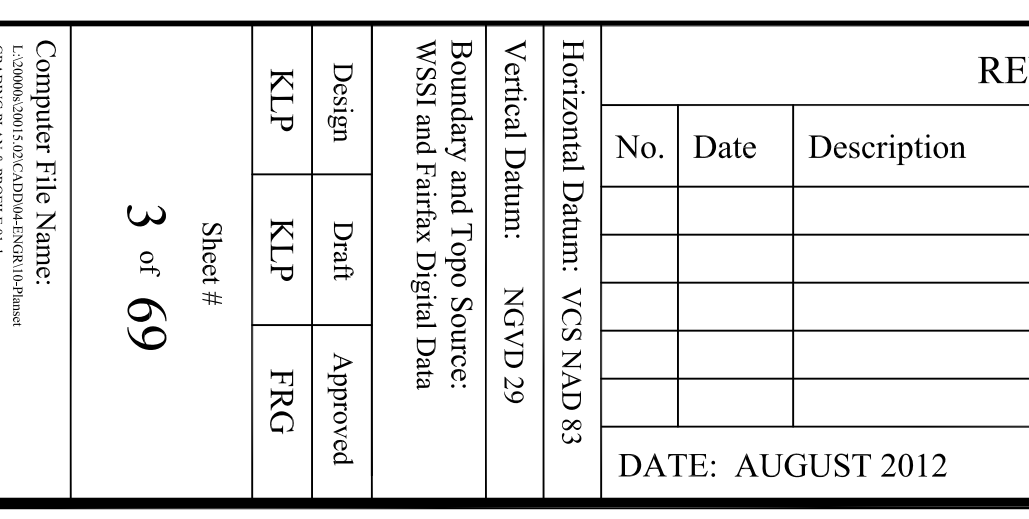 RE
No.
Date
Description
DATE: AUGUST 2012
Horizontal Datum: VCS NAD 83
Vertical Datum: NGVD 29
Boundary and Topo Source:
WSSI and Fairfax Digital Data
Design
Draft
Approved
KLP
KLP
FRG
Sheet #
3 of 69
Computer File Name:
L:\20000s\20015.02\CADD\04-ENGR\10-Planset